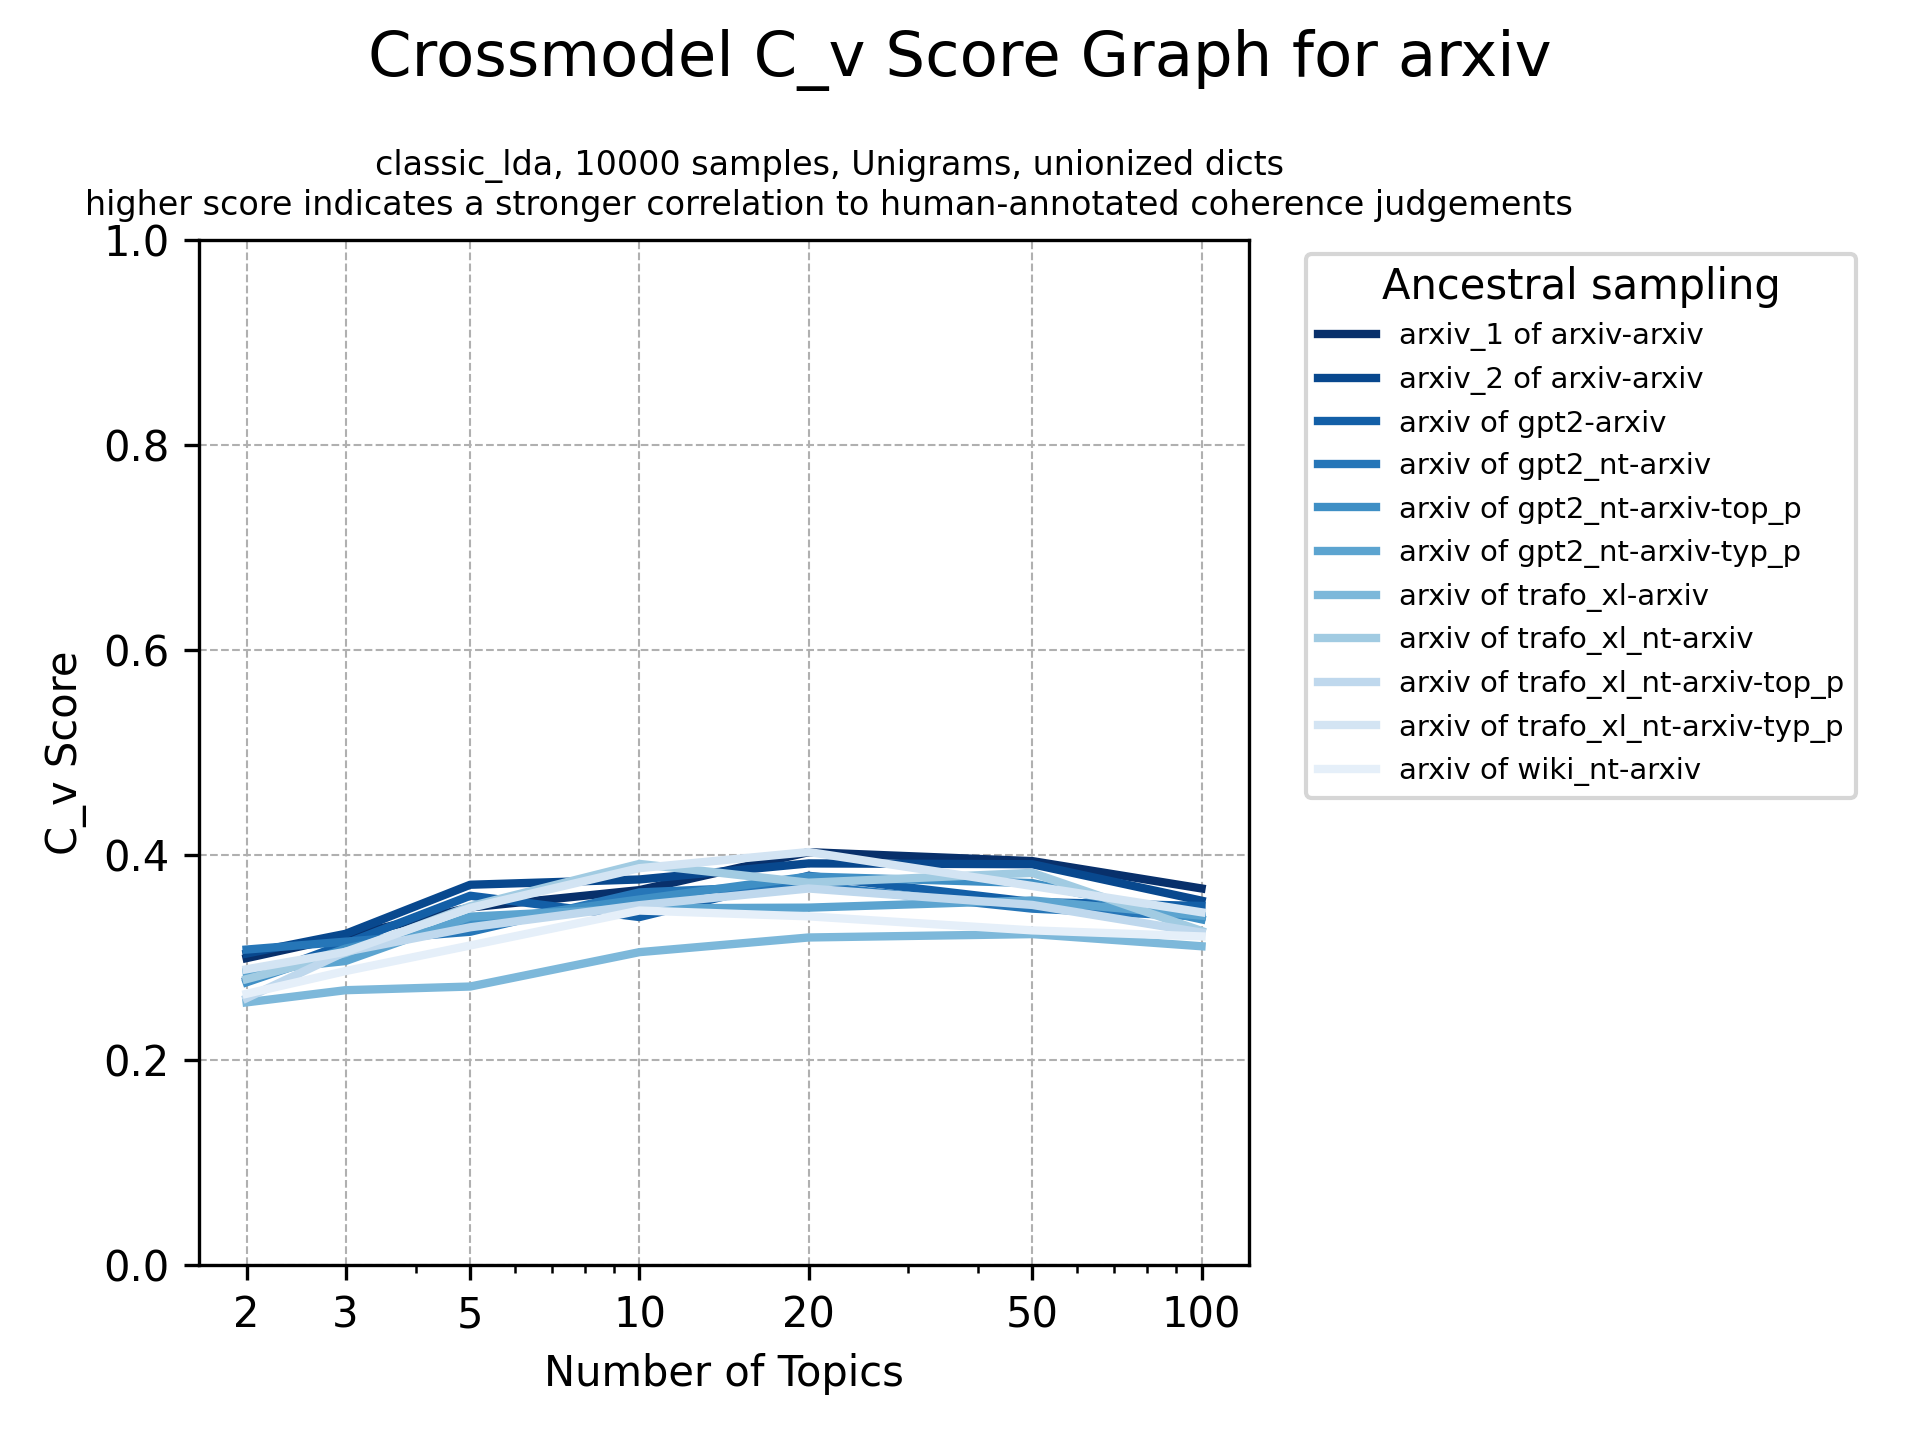 Crossmodel C_v Score Graph for arxiv
classic_lda, 10000 samples, Unigrams, unionized dicts
higher score indicates a stronger correlation to human-annotated coherence judgements
1.0
0.8
0.6
0.4
0.2
0.0
C_v Score
2 3 5 10 20 50 100
Number of Topics
Ancestral sampling
arxiv_1 of arxiv-arxiv
arxiv_2 of arxiv-arxiv
arxiv of gpt2-arxiv
arxiv of gpt2_nt-arxiv
arxiv of gpt2_nt-arxiv-top_p
arxiv of gpt2_nt-arxiv-typ_p
arxiv of trafo_xl-arxiv
arxiv of trafo_xl_nt-arxiv
arxiv of trafo_xl_nt-arxiv-top_p
arxiv of trafo_xl_nt-arxiv-typ_p
arxiv of wiki_nt-arxiv